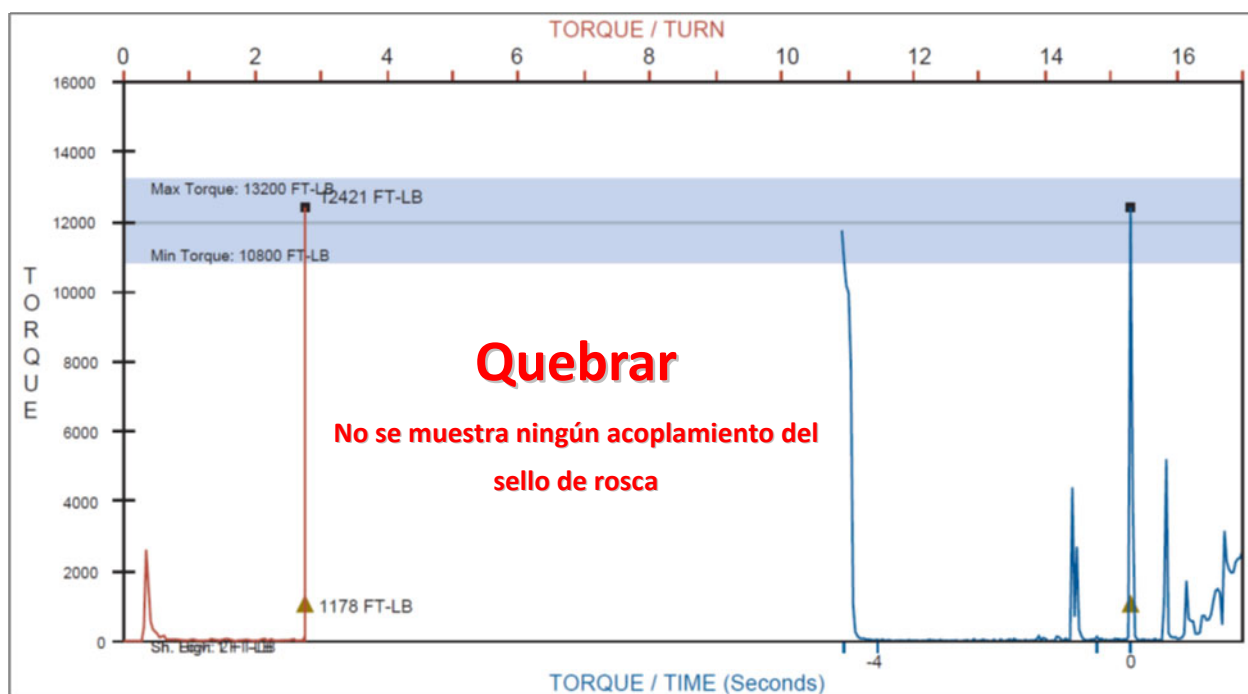 TORQUE / TURN
0 2 4 6 8 10 12 14 16
16000
14000
Max Torque: 13200 FT-LB
12421 FT-LB
12000
Min Torque: 10800 FT-LB
TORQUE
10000
8000
Quebrar
No se muestra ningún acoplamiento del
sello de rosca
6000
4000
2000
1178 FT-LB
0
-4 0
TORQUE / TIME (Seconds)